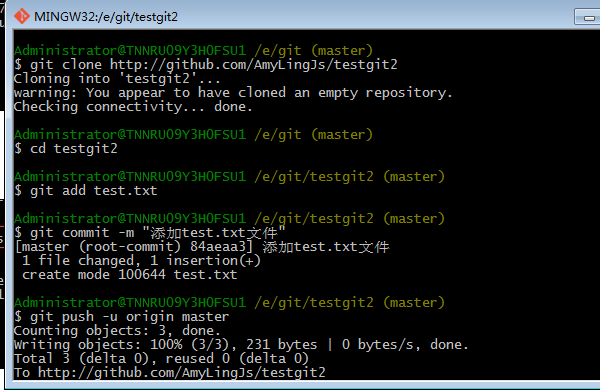 MINGW32:/e/git/testgit2
Administrator@TNNRUO9Y3HOFSU1 /e/git (master)
$ git clone http://github.com/AmyLingJs/testgit2
Cloning into 'testgit2'...
warning: You appear to have cloned an empty repository.
Checking connectivity... done.
Administrator@TNNRUO9Y3HOFSU1 /e/git (master)
$ cd testgit2
Administrator@TNNRUO9Y3HOFSU1 /e/git/testgit2 (master)
$ git add test.txt
Administrator@TNNRUO9Y3HOFSU1 /e/git/testgit2 (master)
$ git commit -m "添加test.txt文件"
[master (root-commit) 84aeaa3] 添加test.txt文件
1 file changed, 1 insertion(+)
create mode 100644 test.txt
Administrator@TNNRUO9Y3HOFSU1 /e/git/testgit2 (master)
$ git push -u origin master
Counting objects: 3, done.
Writing objects: 100% (3/3), 231 bytes | 0 bytes/s, done.
Total 3 (delta 0), reused 0 (delta 0)
To http://github.com/AmyLingJs/testgit2